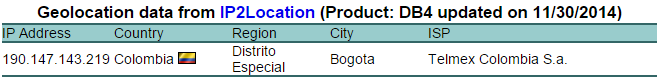 Geolocation data from IP2Location (Product: DB4 updated on 11/30/2014)
IP Address Country Region City ISP
190.147.143.219 Colombia Distrito Especial Bogota Telmex Colombia S.a.